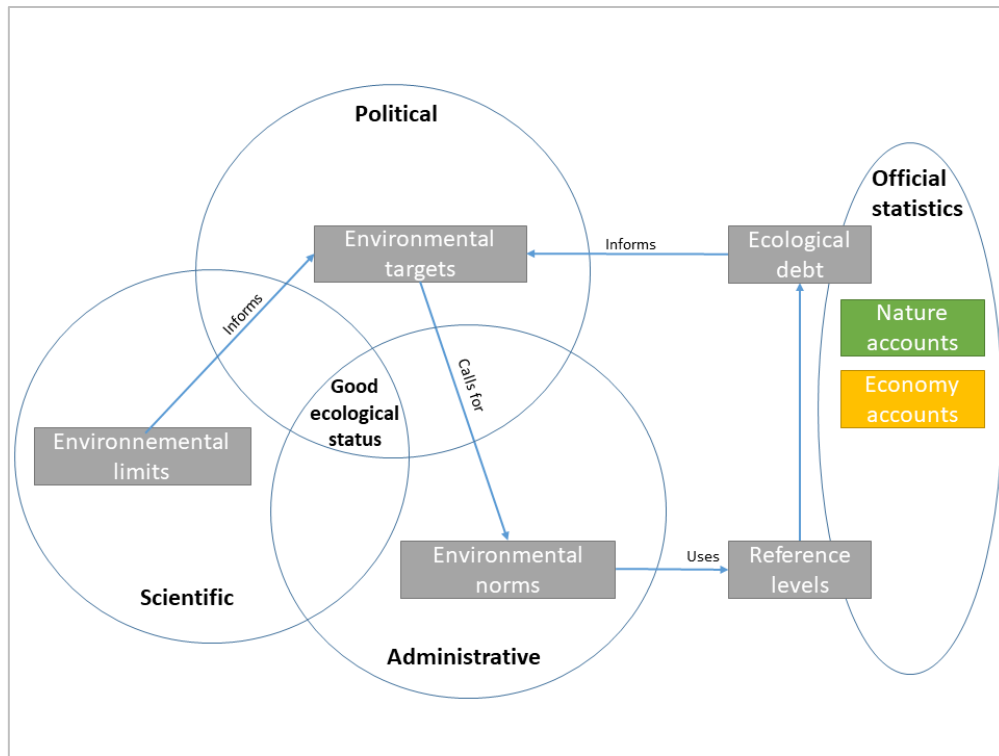 Political
Official
statistics
Environmental
targets
Informs
Ecological
debt
Informs
Nature
accounts
Calls for
Good
ecological
status
Economy
accounts
Environnemental
limits
Environmental
norms
Uses
Reference
levels
Scientific
Administrative